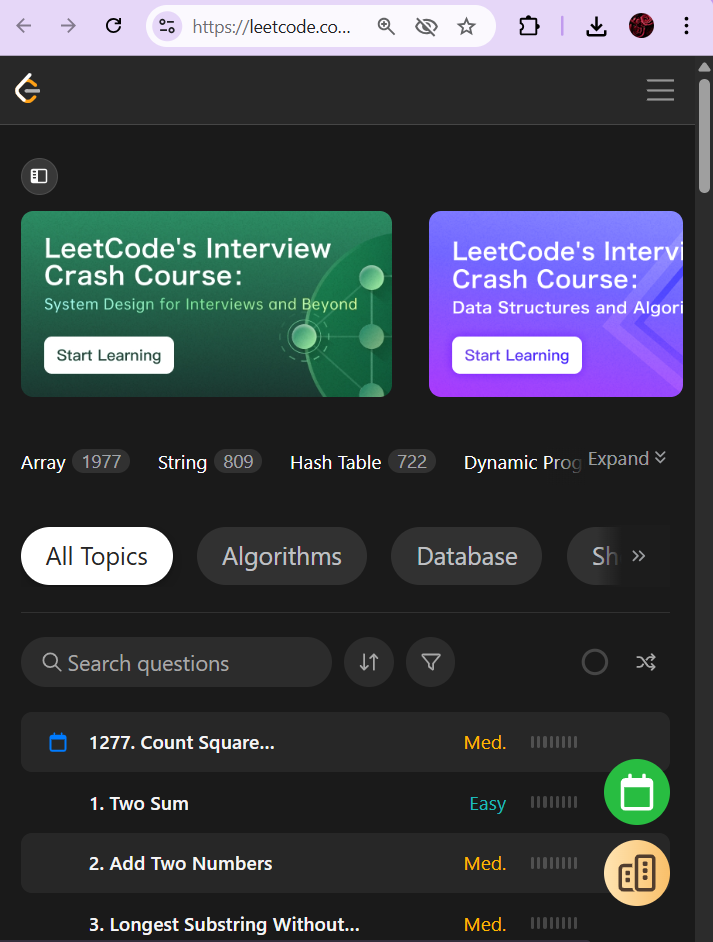 https://leetcode.co...
LeetCode's Interview
Crash Course:
System Design for Interviews and Beyond
Start Learning
LeetCode's Intervi
Crash Course:
Data Structures and Algori
Start Learning
Array 1977 String 809 Hash Table 722 Dynamic Prog Expand
All Topics Algorithms Database Sh
Search questions
1277. Count Square... Med.
1. Two Sum Easy
2. Add Two Numbers Med.
3. Longest Substring Without... Med.